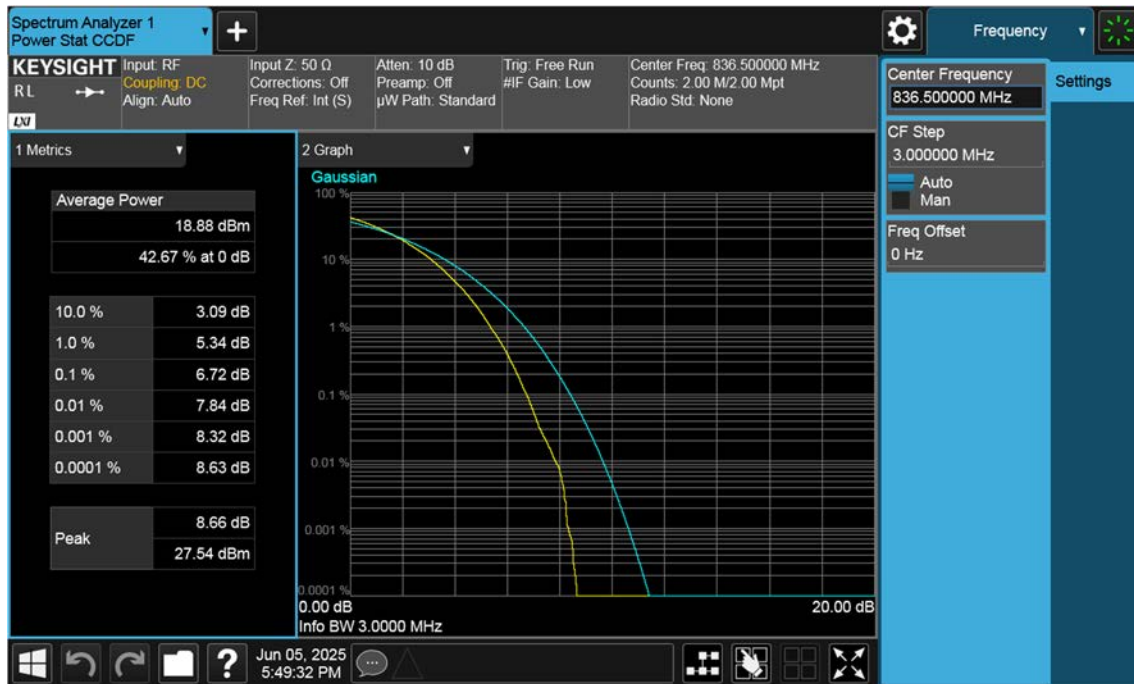 Spectrum Analyzer 1
Power Stat CCDF
+
Frequency
KEYSIGHT
RL
LXI
Input: RF
Coupling: DC
Align: Auto
Input Z: 50 Ω
Corrections: Off
Freq Ref: Int (S)
Atten: 10 dB
Preamp: Off
µW Path: Standard
Trig: Free Run
#IF Gain: Low
Center Freq: 836.500000 MHz
Counts: 2.00 M/2.00 Mpt
Radio Std: None
Center Frequency
836.500000 MHz
Settings
CF Step
3.000000 MHz
Auto
Man
Freq Offset
0 Hz
1 Metrics
Average Power
18.88 dBm
42.67 % at 0 dB
10.0 % 3.09 dB
1.0 % 5.34 dB
0.1 % 6.72 dB
0.01 % 7.84 dB
0.001 % 8.32 dB
0.0001 % 8.63 dB
Peak
8.66 dB
27.54 dBm
2 Graph
Gaussian
100 %
10 %
1 %
0.1 %
0.01 %
0.001 %
0.0001 %
0.00 dB 20.00 dB
Info BW 3.0000 MHz
?
Jun 05, 2025
5:49:32 PM